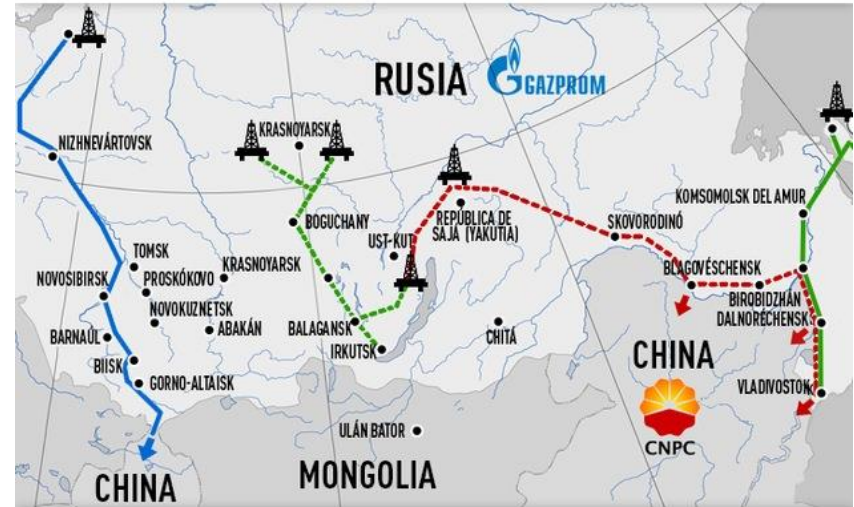 RUSIA
GAZPROM
KRASNOYARSK
NIZHNEVÁRTOVSK
KOMSOMOLSK DEL AMUR
REPÚBLICA DE
SAJÁ (YAKUTIA)
BOGUCHANY
SKOVORODINÓ
UST-KUT
TOMSK
KRASNOYARSK
BLAGOVÉSCHENSK
PROSKÓKOVO
NOVOSIBIRSK
NOVOKUZNETSK
BIROBIDZHÁN
DALNORÉCHENSK
BALAGANSK
ABAKÁN
CHITÁ
BARNAÚL
IRKUTSK
CHINA
BIISK
GORNO-ALTAISK
VLADIVOSTON
ULÁN BATOR
CNPC
MONGOLIA
CHINA